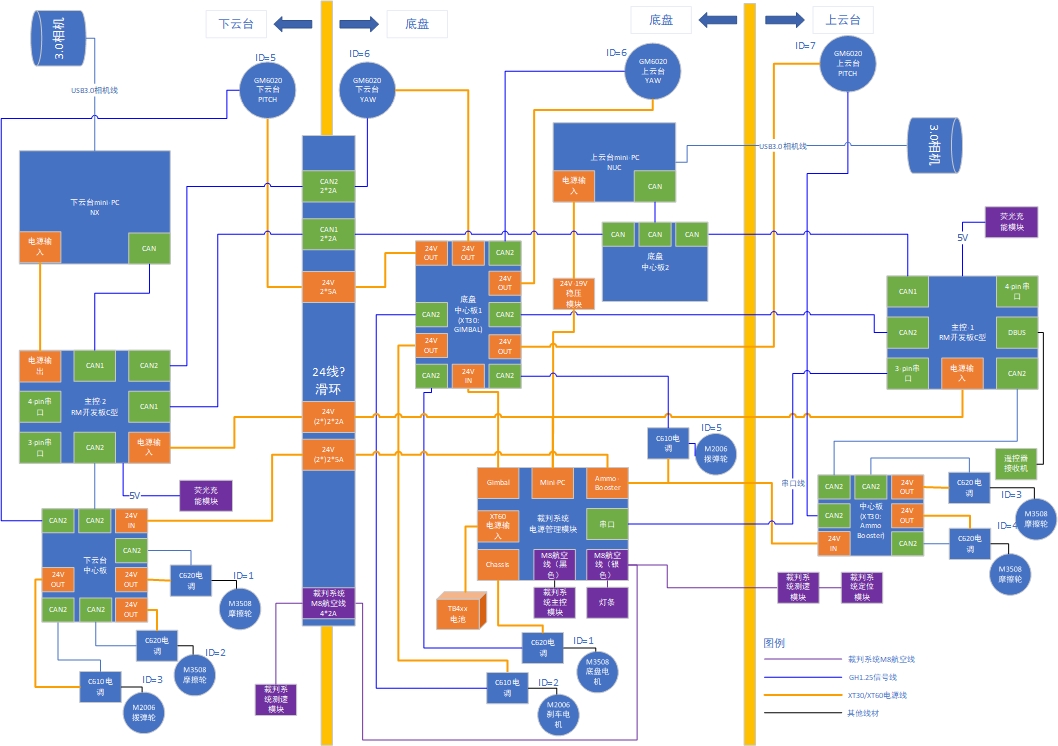 下云台
底盘
底盘
上云台
3.0相机
USB3.0相机线
ID=5
GM6020
下云台
PITCH
ID=6
GM6020
下云台
YAW
ID=6
GM6020
上云台
YAW
ID=7
GM6020
上云台
PITCH
3.0相机
USB3.0相机线
下云台mini-PC
NX
电源输
入
CAN
CAN2
2*2A
CAN1
2*2A
24V
2*5A
24线?
滑环
24V
(2*)2*2A
24V
(2*)2*5A
裁判系统
M8航空线
4*2A
上云台mini-PC
NUC
电源输
入
CAN
CAN
CAN
CAN
底盘
中心板2
24V-19V
稳压
模块
24V
OUT
24V
OUT
CAN2
24V
OUT
底盘
中心板1
(XT30:
GIMBAL)
CAN2
CAN2
24V
OUT
24V
OUT
CAN2
24V
IN
CAN2
荧光充
能模块
5V
CAN1
4-pin串
口
CAN2
主控 1
RM开发板C型
DBUS
3-pin串
口
电源输
入
CAN2
遥控器
接收机
电源输
出
CAN1
CAN2
4-pin串
口
主控 2
RM开发板C型
CAN1
3-pin串
口
CAN2
电源输
入
5V
荧光充
能模块
CAN2
CAN2
24V
IN
CAN2
下云台
中心板
24V
OUT
24V
OUT
CAN2
CAN2
24V
OUT
C620电
调
ID=1
M3508
摩擦轮
C620电
调
ID=2
M3508
摩擦轮
C610电
调
ID=3
M2006
拨弹轮
裁判系
统测速
模块
C610电
调
ID=5
M2006
拨弹轮
Gimbal
Mini PC
Ammo-
Booster
XT60
电源输
入
裁判系统
电源管理模块
串口
Chassis
M8航空
线（黑
色）
M8航空
线（银
色）
TB4xx
电池
裁判系
统主控
模块
灯条
C620电
调
ID=1
M3508
底盘电
机
C610电
调
ID=2
M2006
刹车电
机
串口线
CAN2
CAN2
24V
OUT
CAN2
中心板
(XT30:
Ammo
Booster)
24V
OUT
24V
IN
CAN2
C620电
调
ID=3
M3508
摩擦轮
C620电
调
ID=4
M3508
摩擦轮
裁判系
统测速
模块
裁判系
统定位
模块
图例
裁判系统M8航空线
GH1.25信号线
XT30/XT60电源线
其他线材